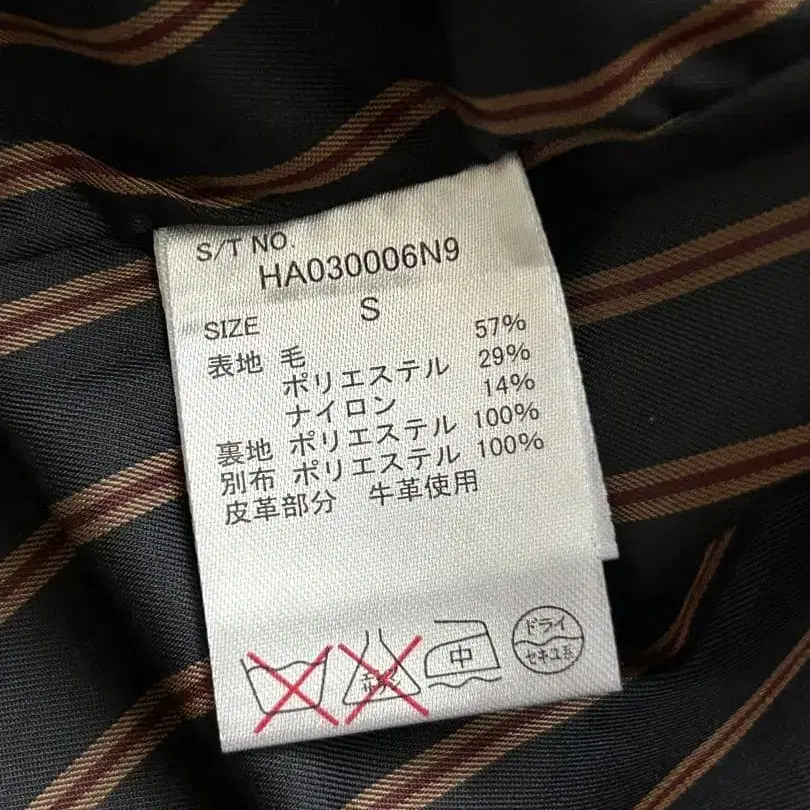 S/T NO.
HA030006N9
SIZE S
表地 毛 57%
ポリエステル 29%
ナイロン 14%
裏地 ポリエステル 100%
別布 ポリエステル 100%
皮革部分 牛革使用
中
ドライ
セキユ系